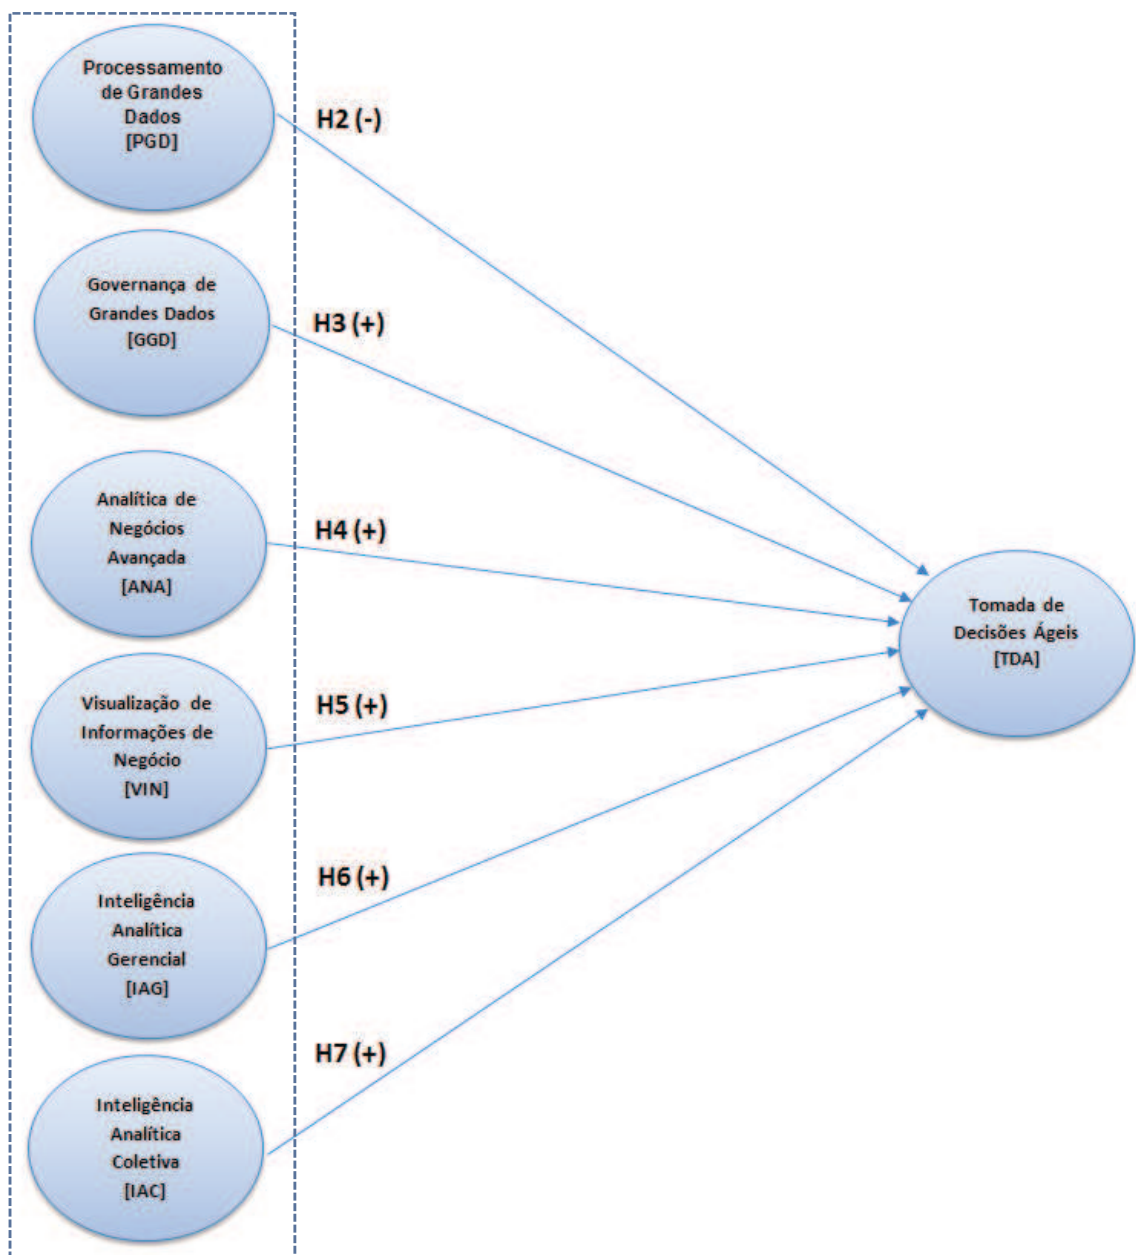 Processamento
de Grandes
Dados
[PGD]
H2 (-)
Governança de
Grandes Dados
[GGD]
H3 (+)
Analítica de
Negócios
Avançada
[ANA]
H4 (+)
Tomada de
Decisões Ágeis
[TDA]
Visualização de
Informações de
Negócio
[VIN]
H5 (+)
Inteligência
Analítica
Gerencial
[IAG]
H6 (+)
Inteligência
Analítica
Coletiva
[IAC]
H7 (+)